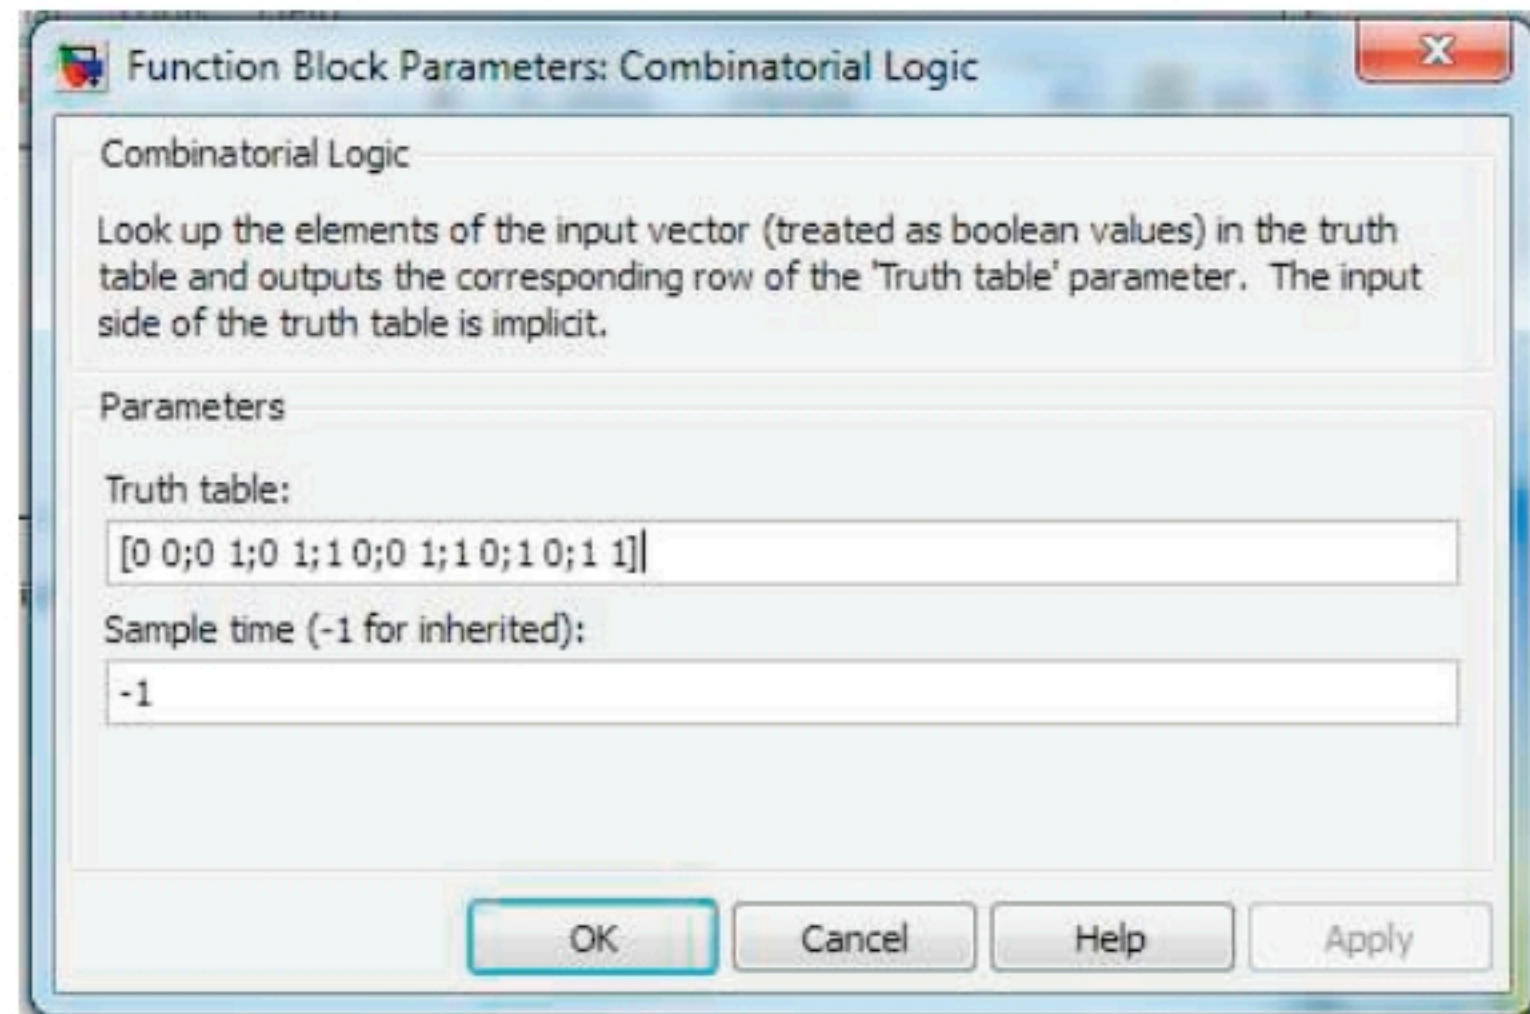 Function Block Parameters: Combinatorial Logic
Combinatorial Logic
Look up the elements of the input vector (treated as boolean values) in the truth
table and outputs the corresponding row of the 'Truth table' parameter. The input
side of the truth table is implicit.
Parameters
Truth table:
[0 0;0 1;0 1;1 0;0 1;1 0;1 0;1 1]
Sample time (-1 for inherited):
-1
OK Cancel Help Apply